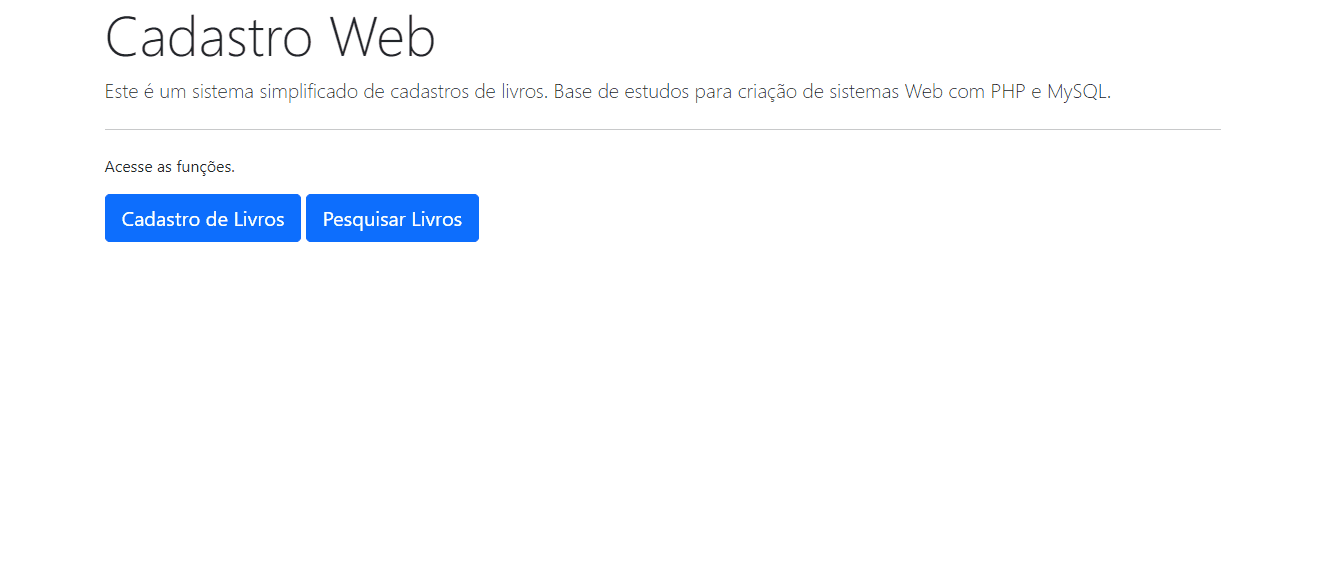 Cadastro Web
Este é um sistema simplificado de cadastros de livros. Base de estudos para criação de sistemas Web com PHP e MySQL.
Acesse as funções.
Cadastro de Livros Pesquisar Livros